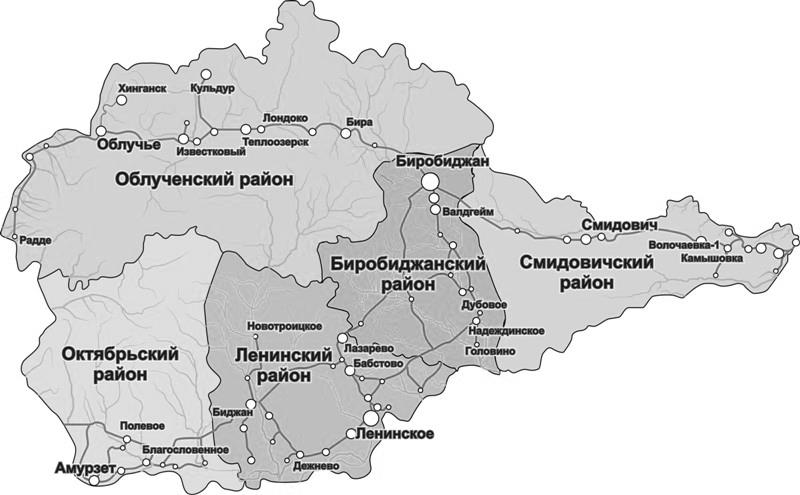 Хинганск
Кульдур
Облучье
Известковый
Теплоозерск
Лондоко
Бира
Облученский район
Радде
Биробиджан
Валдгейм
Биробиджанский
район
Дубовое
Надеждинское
Головино
Смидович
Волочаевка-1
Камышовка
Смидовичский
район
Октябрьский
район
Полевое
Благословенное
Амурзет
Новотроицкое
Ленинский
район
Лазарево
Бабстово
Биджан
Ленинское
Дежнево